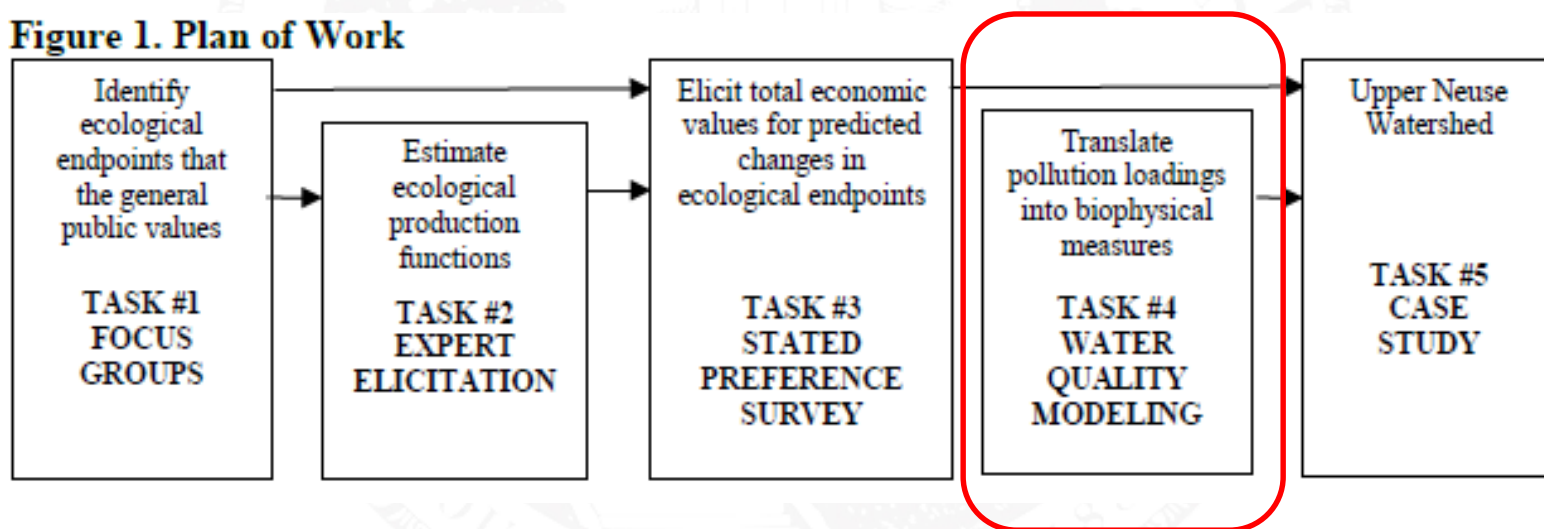 Figure 1. Plan of Work
Identify
ecological
endpoints that
the general
public values
TASK #1
FOCUS
GROUPS
Estimate
ecological
production
functions
TASK #2
EXPERT
ELICITATION
Elicit total economic
values for predicted
changes in
ecological endpoints
TASK #3
STATED
PREFERENCE
SURVEY
Translate
pollution loadings
into biophysical
measures
TASK #4
WATER
QUALITY
MODELING
Upper Neuse
Watershed
TASK #5
CASE
STUDY